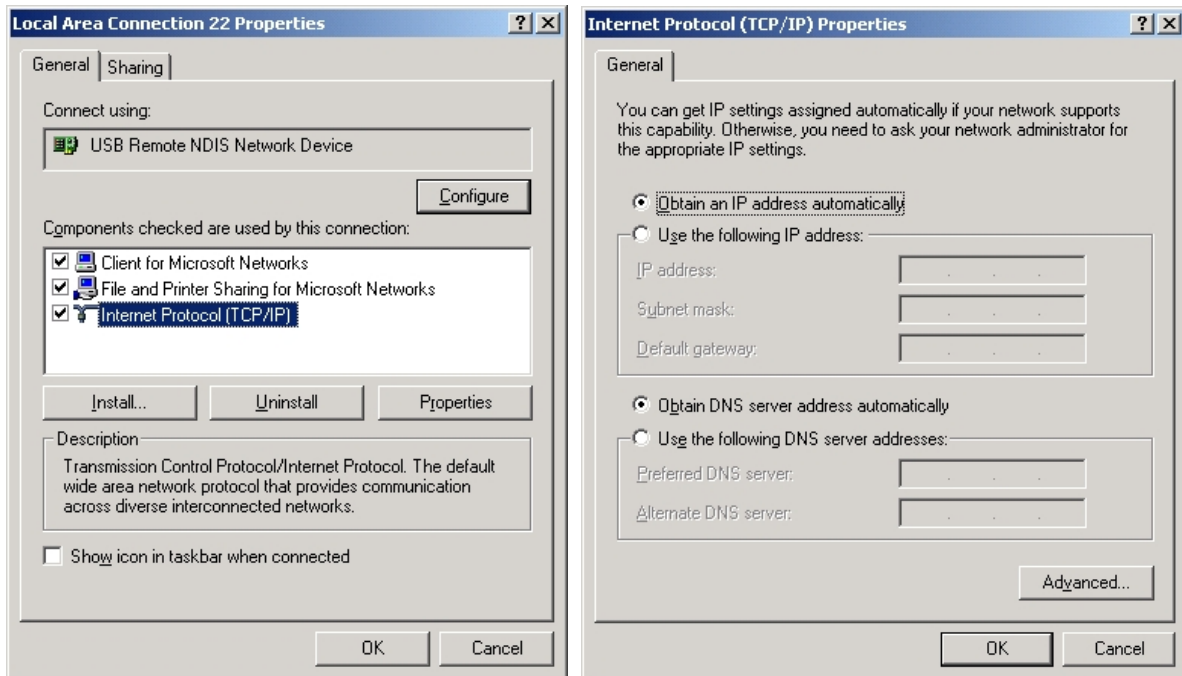 Local Area Connection 22 Properties
General
Sharing
Connect using:
USB Remote NDIS Network Device
Configure
Components checked are used by this connection:
Client for Microsoft Networks
File and Printer Sharing for Microsoft Networks
Internet Protocol (TCP/IP)
Install...
Uninstall
Properties
Description
Transmission Control Protocol/Internet Protocol. The default
wide area network protocol that provides communication
across diverse interconnected networks.
Show icon in taskbar when connected
OK
Cancel
Internet Protocol (TCP/IP) Properties
General
You can get IP settings assigned automatically if your network supports
this capability. Otherwise, you need to ask your network administrator for
the appropriate IP settings.
Obtain an IP address automatically
Use the following IP address:
IP address:
Subnet mask:
Default gateway:
Obtain DNS server address automatically
Use the following DNS server addresses:
Preferred DNS server:
Alternate DNS server:
Advanced...
OK
Cancel